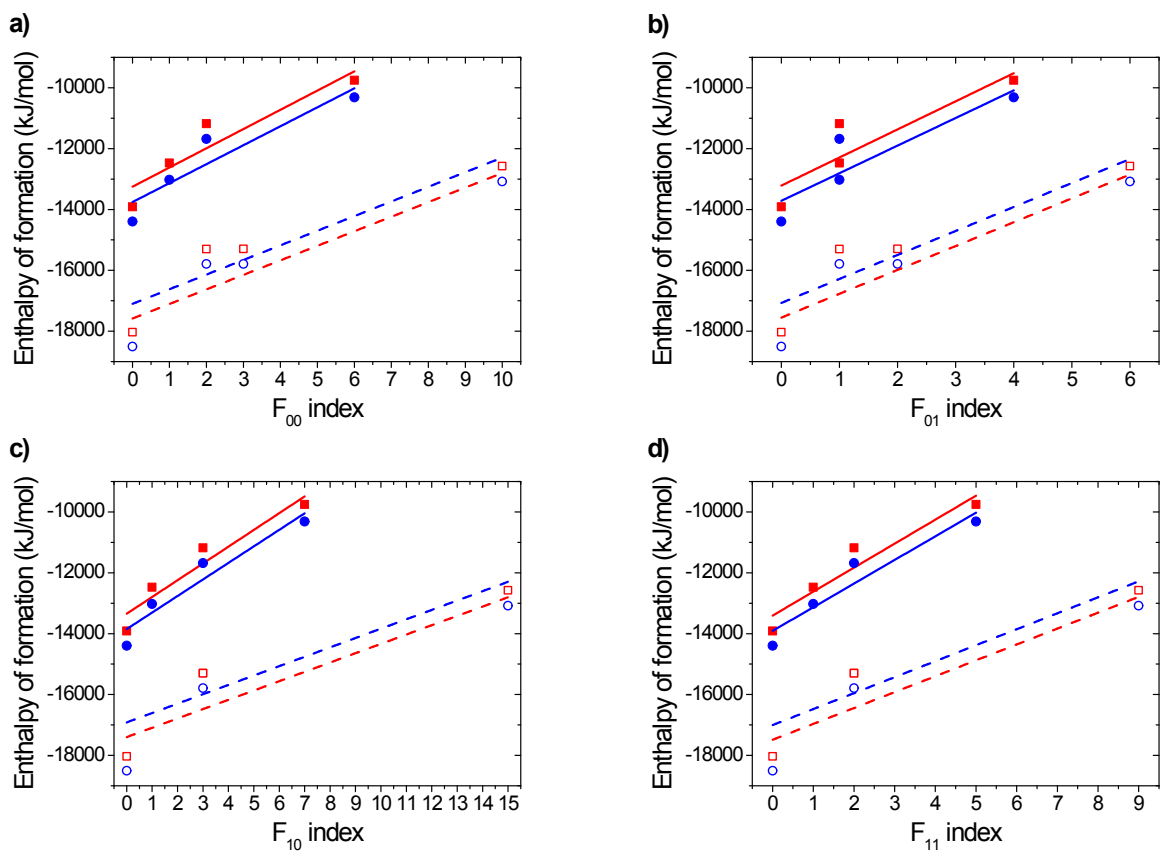 a)
Enthalpy of formation (kJ/mol)
-10000
-12000
-14000
-16000
-18000
0 1 2 3 4 5 6 7 8 9 10
F00 index
b)
Enthalpy of formation (kJ/mol)
-10000
-12000
-14000
-16000
-18000
0 1 2 3 4 5 6
F01 index
c)
Enthalpy of formation (kJ/mol)
-10000
-12000
-14000
-16000
-18000
0 1 2 3 4 5 6 7 8 9 10 11 12 13 14 15
F10 index
d)
Enthalpy of formation (kJ/mol)
-10000
-12000
-14000
-16000
-18000
0 1 2 3 4 5 6 7 8 9
F11 index